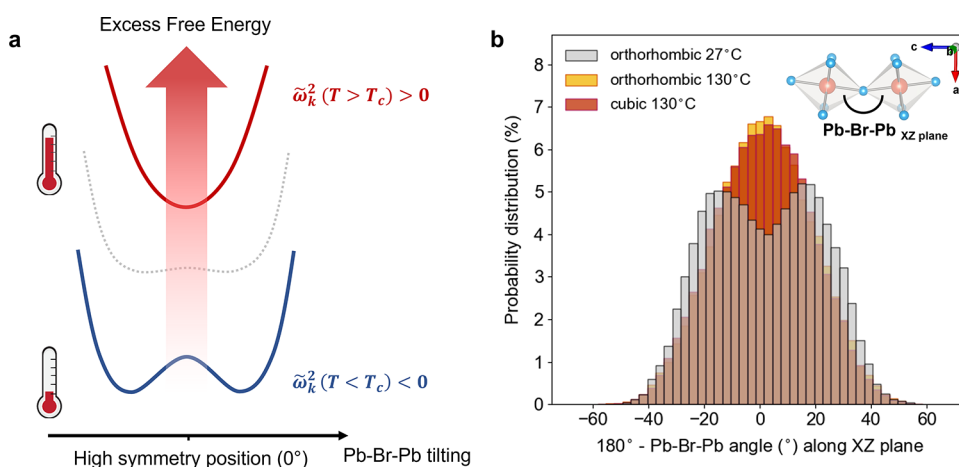 a
Excess Free Energy
ω̃²ₖ(T > T_c) > 0
ω̃²ₖ(T < T_c) < 0
High symmetry position (0°)
Pb-Br-Pb tilting
b
orthorhombic 27°C
orthorhombic 130°C
cubic 130°C
c
b
a
Pb-Br-Pb XZ plane
Probability distribution (%)
8
7
6
5
4
3
2
1
0
−60
−40
−20
0
20
40
60
180° - Pb-Br-Pb angle (°) along XZ plane